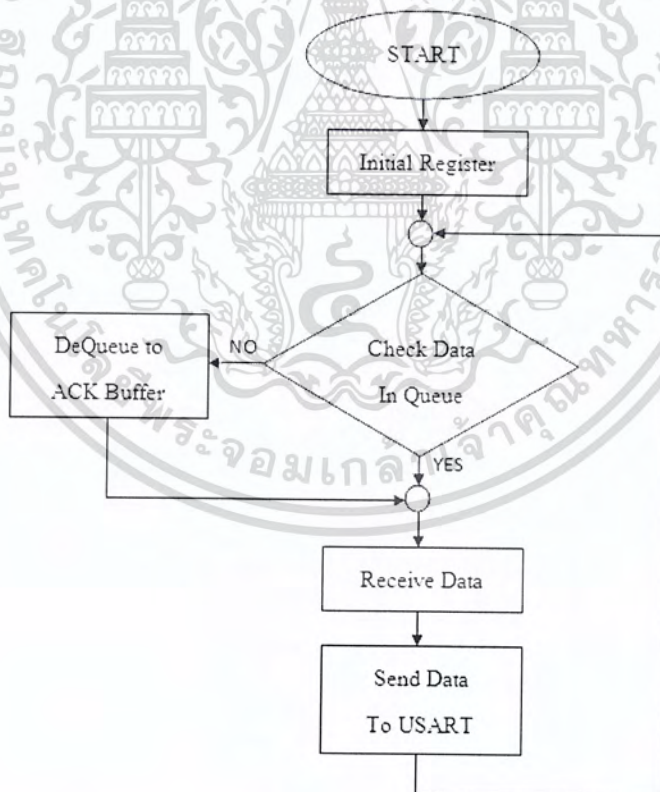 START
Initial Register
Check Data
In Queue
NO
DeQueue to
ACK Buffer
YES
Receive Data
Send Data
To USART